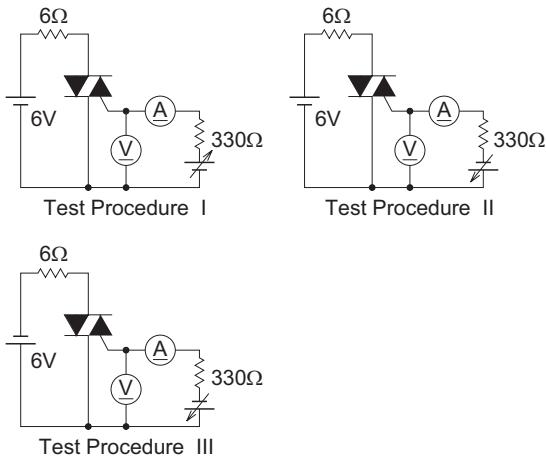 6Ω
6V
A
V
330Ω
Test Procedure I
6Ω
6V
A
V
330Ω
Test Procedure II
6Ω
6V
A
V
330Ω
Test Procedure III